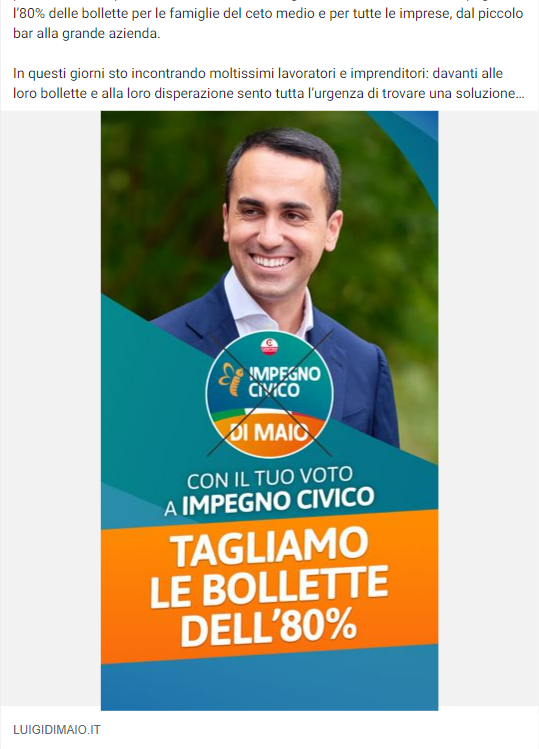 l'80% delle bollette per le famiglie del ceto medio e per tutte le imprese, dal piccolo
bar alla grande azienda.
In questi giorni sto incontrando moltissimi lavoratori e imprenditori: davanti alle
loro bollette e alla loro disperazione sento tutta l'urgenza di trovare una soluzione...
IMPEGNO
CIVICO
DI MAIO
CON IL TUO VOTO
A IMPEGNO CIVICO
TAGLIAMO
LE BOLLETTE
DELL'80%
LUIGIDIMAIO.IT